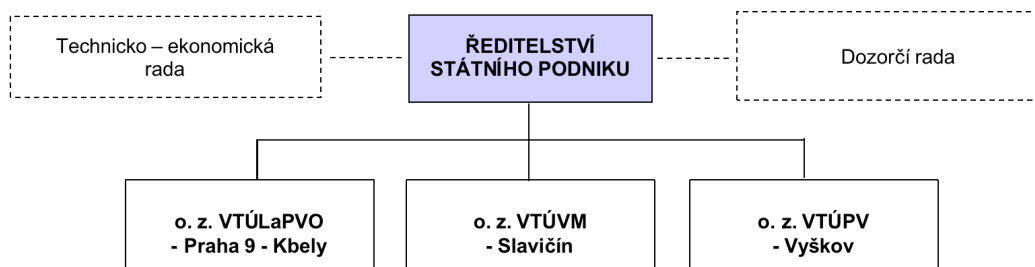 Technicko – ekonomická
rada
ŘEDITELSTVÍ
STÁTNÍHO PODNIKU
Dozorčí rada
o. z. VTÚLaPVO
- Praha 9 - Kbely
o. z. VTÚVM
- Slavičín
o. z. VTÚPV
- Vyškov